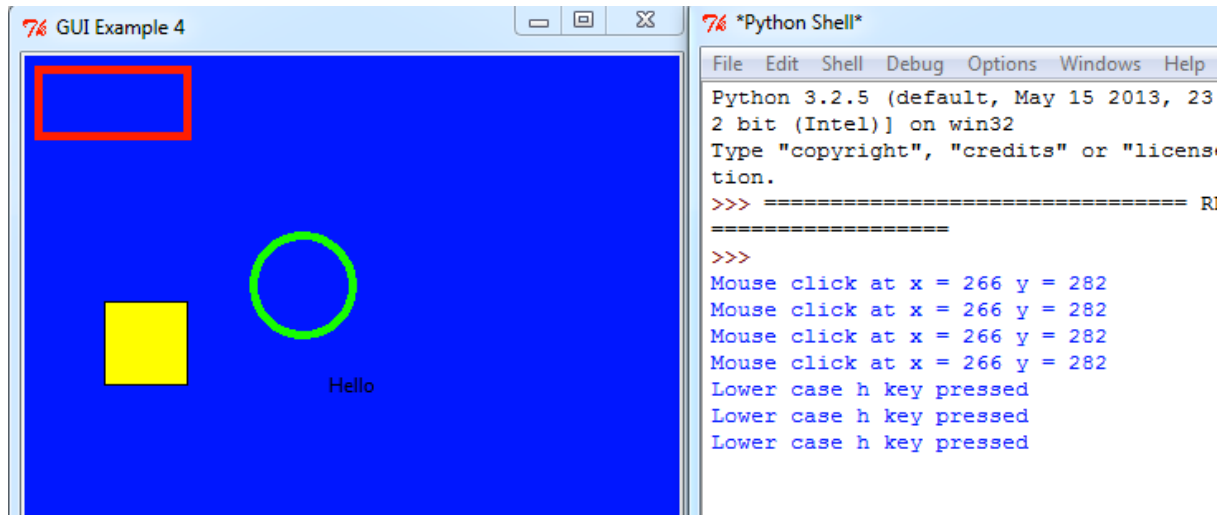 GUI Example 4
Hello
*Python Shell*
File Edit Shell Debug Options Windows Help
Python 3.2.5 (default, May 15 2013, 23
2 bit (Intel)] on win32
Type "copyright", "credits" or "license
tion.
>>> ================================ R
==================
>>>
Mouse click at x = 266 y = 282
Mouse click at x = 266 y = 282
Mouse click at x = 266 y = 282
Mouse click at x = 266 y = 282
Lower case h key pressed
Lower case h key pressed
Lower case h key pressed